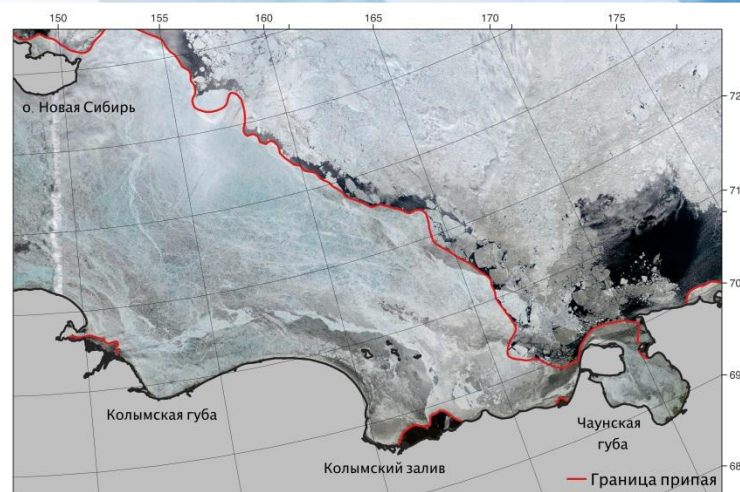 150 155 160 165 170 175
о. Новая Сибирь
72
71
70
69
68
Колымская губа
Колымский залив
Чаунская
губа
Граница припая